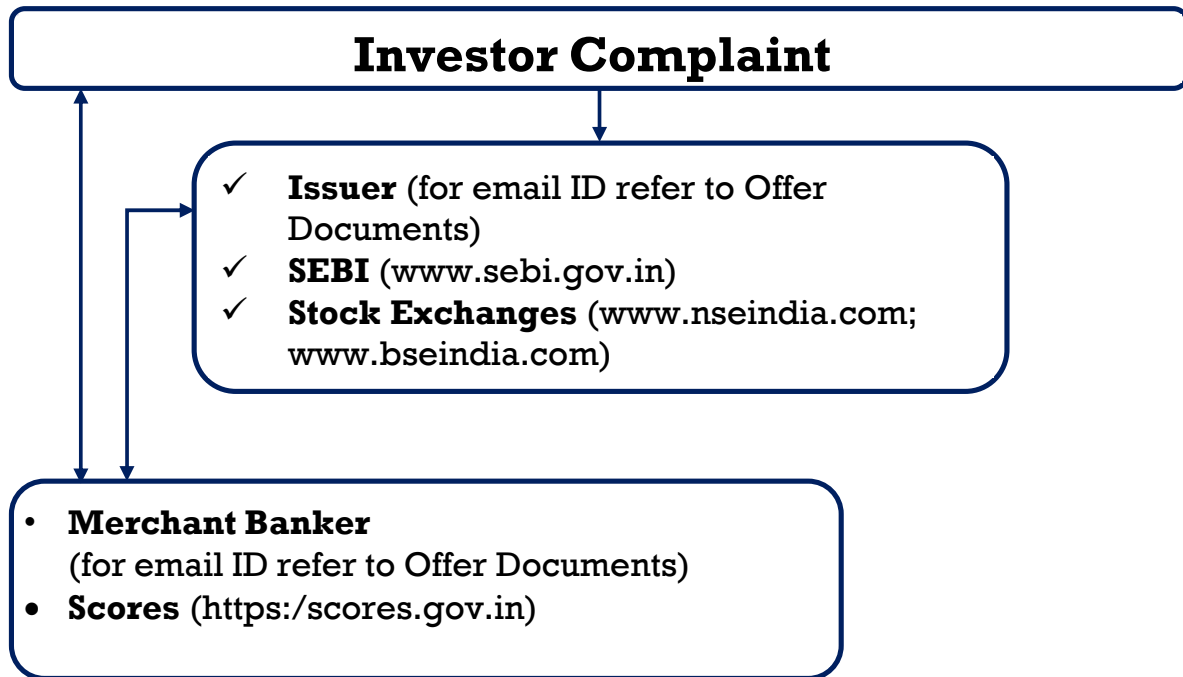 Investor Complaint
✓ Issuer (for email ID refer to Offer
Documents)
✓ SEBI (www.sebi.gov.in)
✓ Stock Exchanges (www.nseindia.com;
www.bseindia.com)
• Merchant Banker
(for email ID refer to Offer Documents)
• Scores (https:/scores.gov.in)